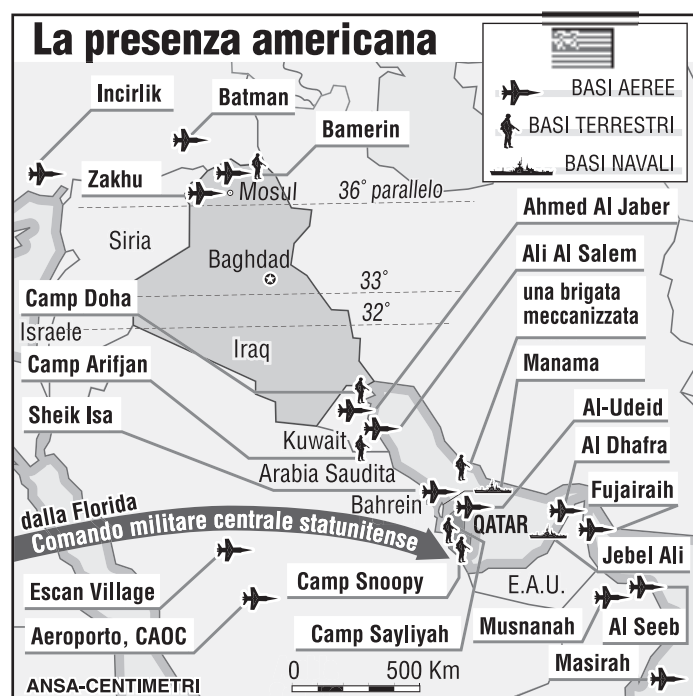 La presenza americana
BASI AEREE
BASI TERRESTRI
BASI NAVALI
Incirlik
Batman
Bamerin
Zakhu
Mosul
36° parallelo
Ahmed Al Jaber
Siria
Baghdad
Ali Al Salem
33°
una brigata
meccanizzata
Camp Doha
32°
Israele
Iraq
Camp Arifjan
Manama
Sheik Isa
Al-Udeid
Kuwait
Al Dhafra
Arabia Saudita
Fujairaih
Bahrein
dalla Florida
Comando militare centrale statunitense
QATAR
Jebel Ali
Escan Village
Camp Snoopy
E.A.U.
Aeroporto, CAOC
Camp Sayliyah
Musnanah
Al Seeb
Masirah
0 500 Km
ANSA-CENTIMETRI